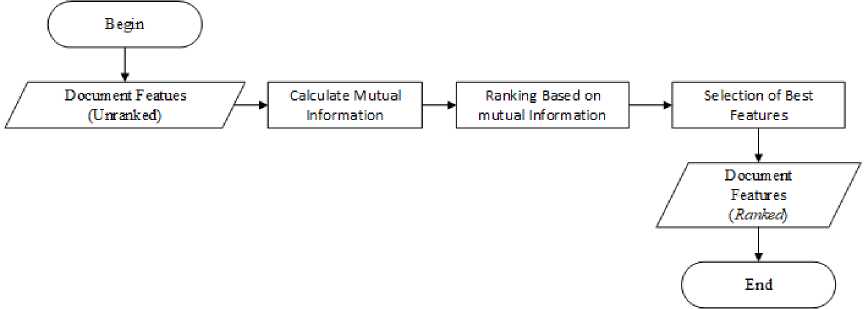 Begin
Document Featues
(Unranked)
Calculate Mutual
Information
Ranking Based on
mutual Information
Selection of Best
Features
Document
Features
(Ranked)
End